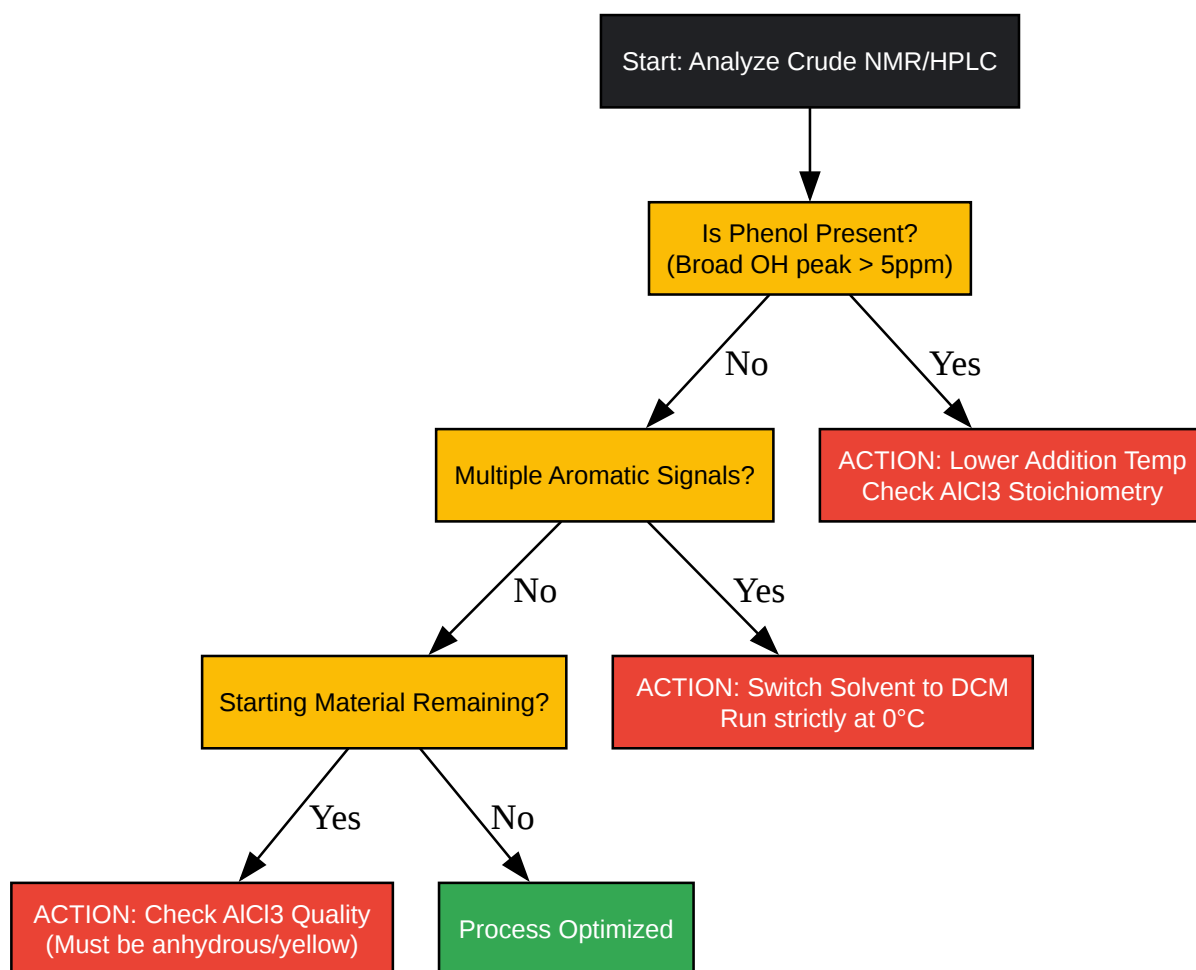 Start: Analyze Crude NMR/HPLC
Is Phenol Present?
(Broad OH peak > 5ppm)
No
Yes
Multiple Aromatic Signals?
ACTION: Lower Addition Temp
Check AlCl3 Stoichiometry
No
Yes
Starting Material Remaining?
ACTION: Switch Solvent to DCM
Run strictly at 0°C
Yes
No
ACTION: Check AlCl3 Quality
(Must be anhydrous/yellow)
Process Optimized